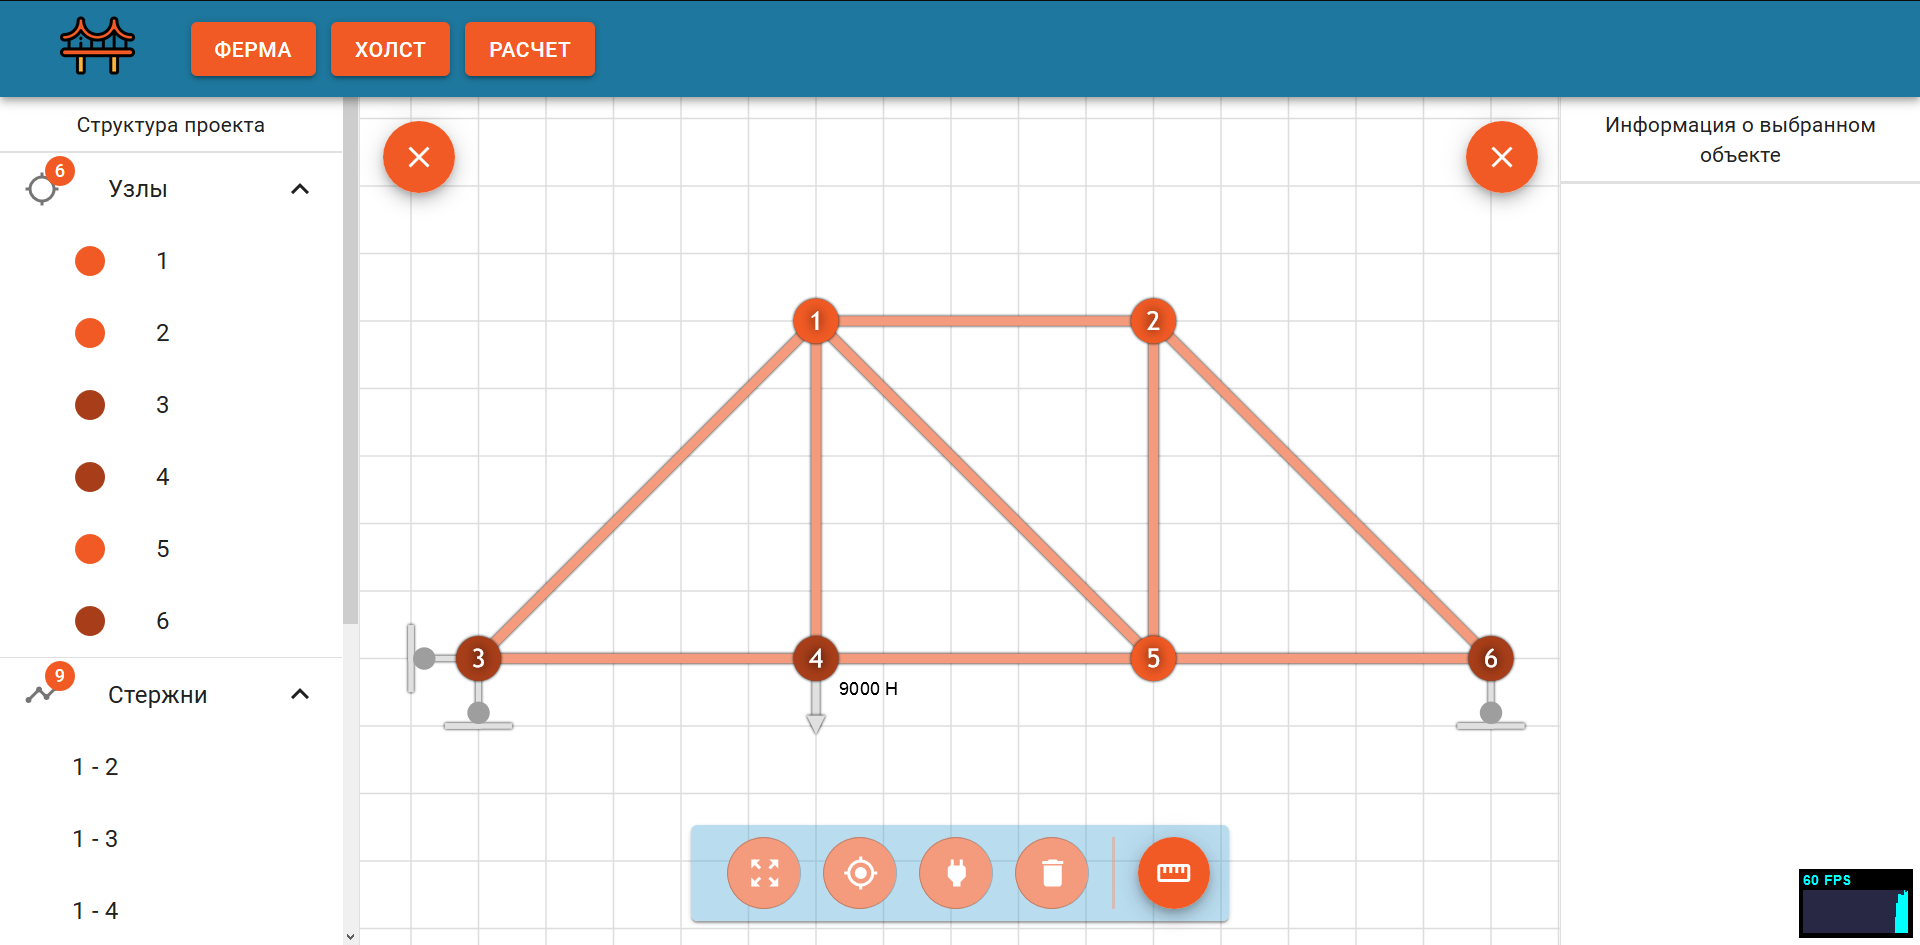 ФЕРМА
ХОЛСТ
РАСЧЕТ
Структура проекта
6
Узлы
1
2
3
4
5
6
9
Стержни
1 - 2
1 - 3
1 - 4
1
2
3
4
5
6
9000 Н
Информация о выбранном
объекте
60 FPS